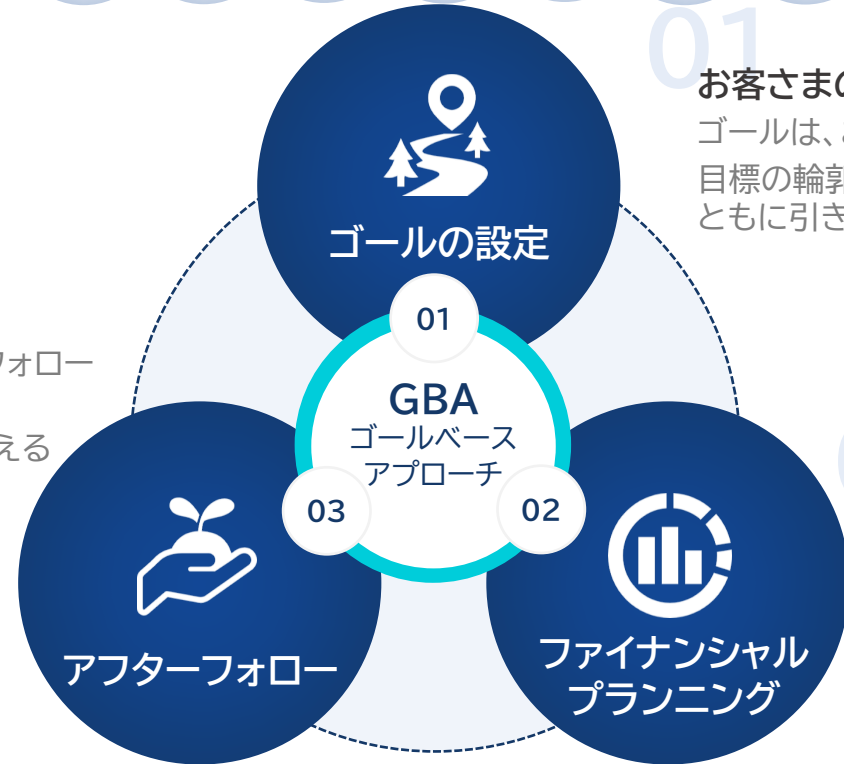 01
お客さまの
ゴールは、
目標の輪郭
ともに引き
ゴールの設定
01
フォロー
える
GBA
ゴールベース
アプローチ
03
02
アフターフォロー
ファイナンシャル
プランニング